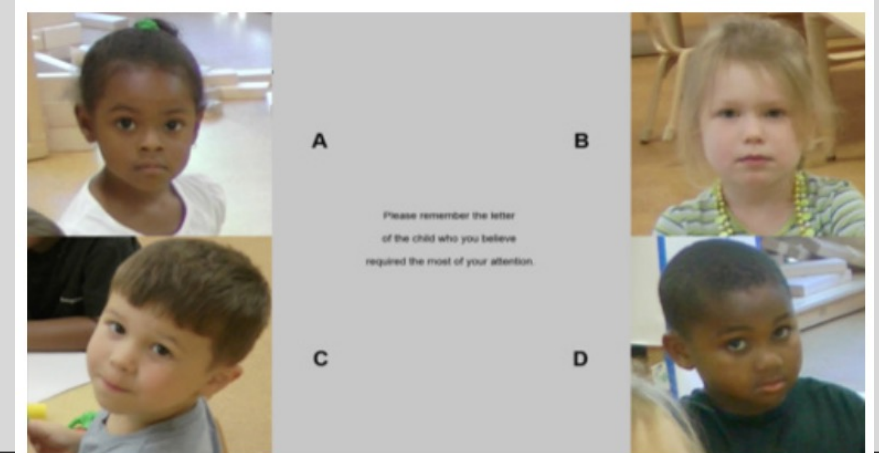 A
B
Please remember the letter
of the child who you believe
required the most of your attention.
C
D